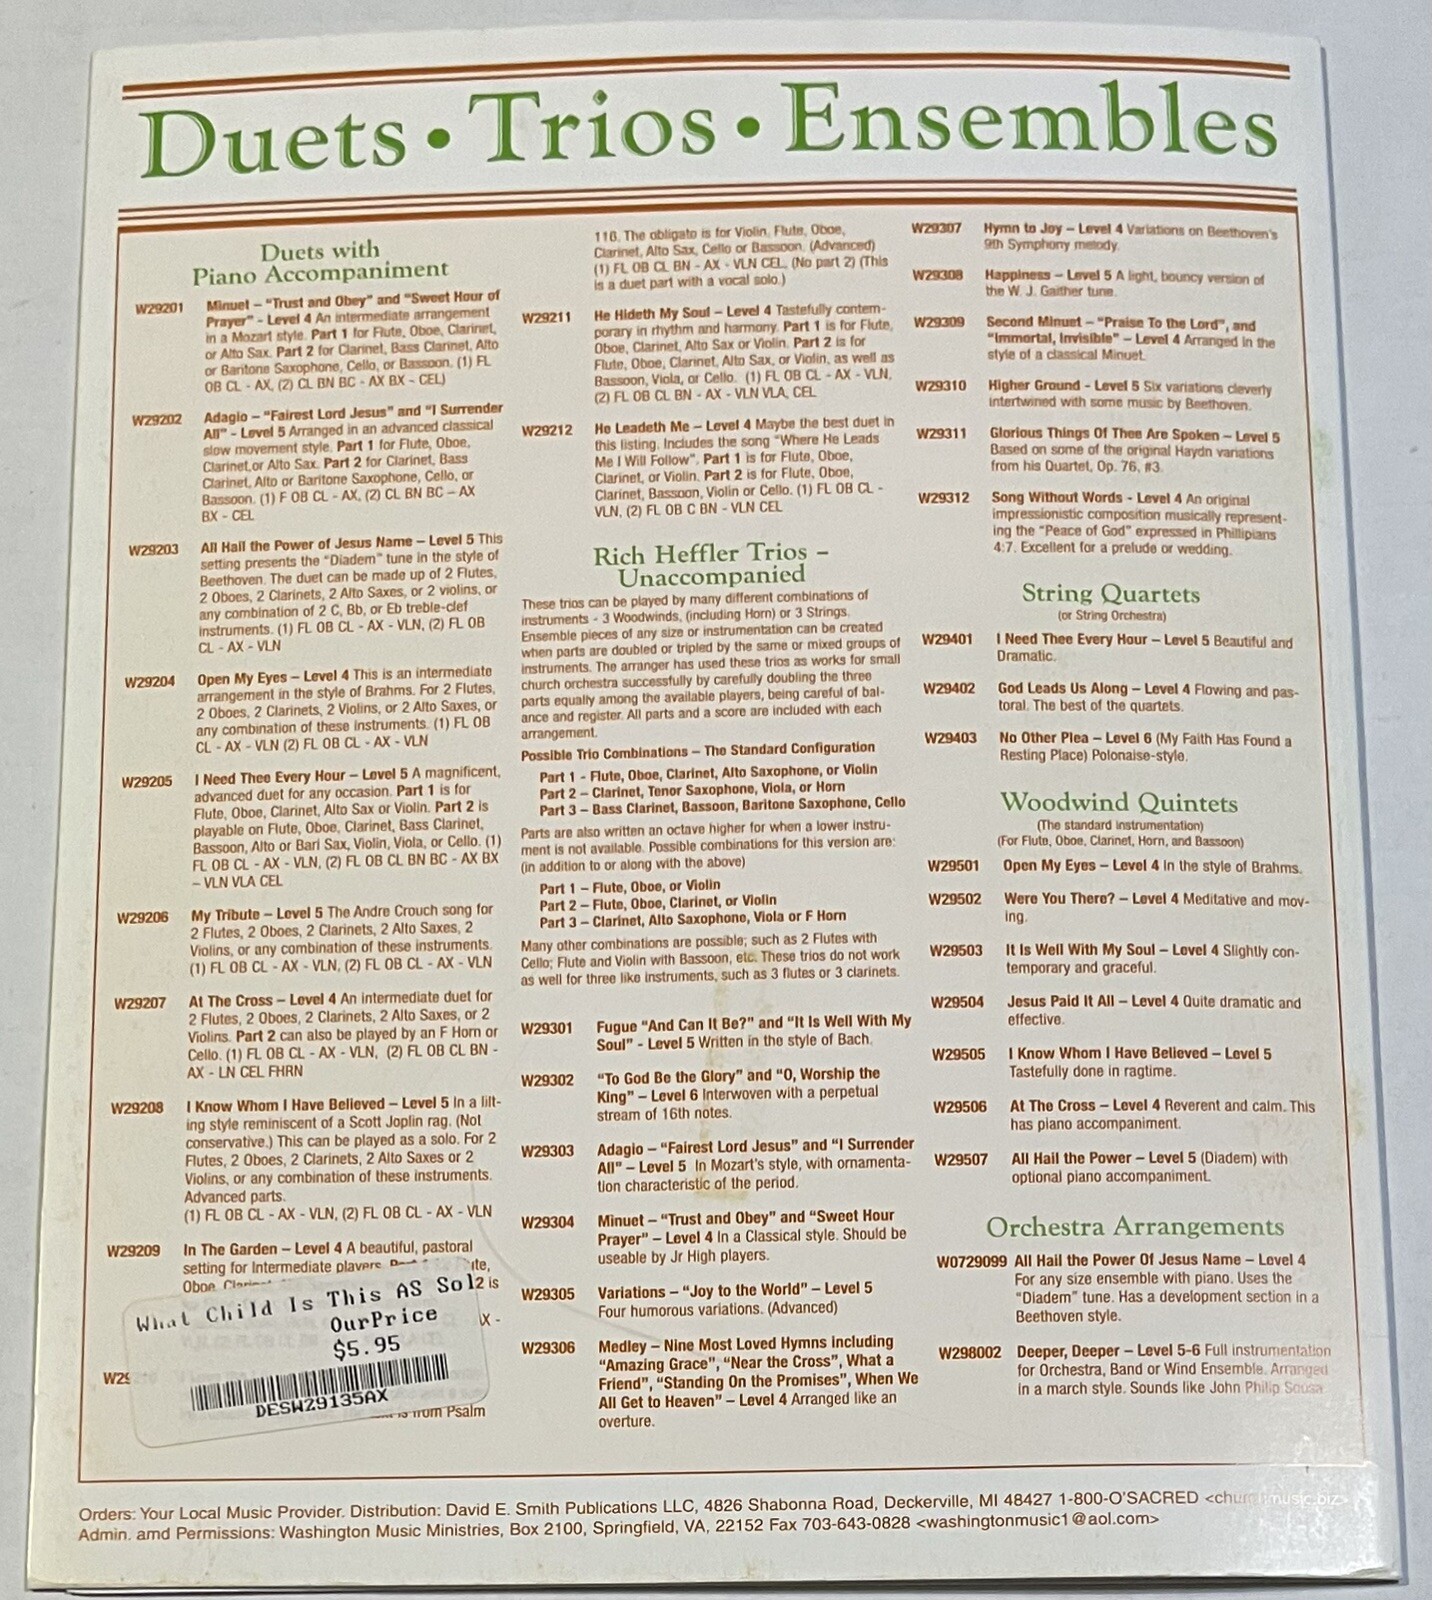 Duets • Trios • Ensembles
Duets with
Piano Accompaniment
W29201 Minuet – "Trust and Obey" and "Sweet Hour of
Prayer" - Level 4 An intermediate arrangement
in a Mozart style. Part 1 for Flute, Oboe, Clarinet,
or Alto Sax. Part 2 for Clarinet, Bass Clarinet, Alto
or Baritone Saxophone, Cello, or Bassoon. (1) FL
OB CL - AX, (2) CL BN BC - AX BX – CEL)
W29202 Adagio – "Fairest Lord Jesus" and "I Surrender
All" - Level 5 Arranged in an advanced classical
slow movement style. Part 1 for Flute, Oboe,
Clarinet,or Alto Sax. Part 2 for Clarinet, Bass
Clarinet, Alto or Baritone Saxophone, Cello, or
Bassoon. (1) F OB CL - AX, (2) CL BN BC – AX
BX - CEL
W29203 All Hail the Power of Jesus Name – Level 5 This
setting presents the "Diadem" tune in the style of
Beethoven. The duet can be made up of 2 Flutes,
2 Oboes, 2 Clarinets, 2 Alto Saxes, or 2 violins, or
any combination of 2 C, Bb, or Eb treble-clef
instruments. (1) FL OB CL - AX - VLN, (2) FL OB
CL - AX - VLN
W29204 Open My Eyes – Level 4 This is an intermediate
arrangement in the style of Brahms. For 2 Flutes,
2 Oboes, 2 Clarinets, 2 Violins, or 2 Alto Saxes, or
any combination of these instruments. (1) FL OB
CL - AX - VLN (2) FL OB CL - AX - VLN
W29205 I Need Thee Every Hour – Level 5 A magnificent,
advanced duet for any occasion. Part 1 is for
Flute, Oboe, Clarinet, Alto Sax or Violin. Part 2 is
playable on Flute, Oboe, Clarinet, Bass Clarinet,
Bassoon, Alto or Bari Sax, Violin, Viola, or Cello. (1)
FL OB CL - AX - VLN, (2) FL OB CL BN BC - AX BX
– VLN VLA CEL
W29206 My Tribute – Level 5 The Andre Crouch song for
2 Flutes, 2 Oboes, 2 Clarinets, 2 Alto Saxes, 2
Violins, or any combination of these instruments.
(1) FL OB CL - AX - VLN, (2) FL OB CL - AX - VLN
W29207 At The Cross – Level 4 An intermediate duet for
2 Flutes, 2 Oboes, 2 Clarinets, 2 Alto Saxes, or 2
Violins. Part 2 can also be played by an F Horn or
Cello. (1) FL OB CL - AX - VLN, (2) FL OB CL BN -
AX - LN CEL FHRN
W29208 I Know Whom I Have Believed – Level 5 In a lilt-
ing style reminiscent of a Scott Joplin rag. (Not
conservative.) This can be played as a solo. For 2
Flutes, 2 Oboes, 2 Clarinets, 2 Alto Saxes or 2
Violins, or any combination of these instruments.
Advanced parts.
(1) FL OB CL - AX - VLN, (2) FL OB CL - AX - VLN
W29209 In The Garden – Level 4 A beautiful, pastoral
setting for Intermediate players.
Oboe, 2 is
What Child Is This AS Sol
OurPrice
$5.95
DESW29135AX
from Psalm
116. The obligato is for Violin, Flute, Oboe,
Clarinet, Alto Sax, Cello or Bassoon. (Advanced)
(1) FL OB CL BN - AX - VLN CEL, (No part 2) (This
is a duet part with a vocal solo.)
W29211 He Hideth My Soul – Level 4 Tastefully contem-
porary in rhythm and harmony. Part 1 is for Flute,
Oboe, Clarinet, Alto Sax or Violin. Part 2 is for
Flute, Oboe, Clarinet, Alto Sax, or Violin, as well as
Bassoon, Viola, or Cello. (1) FL OB CL - AX - VLN,
(2) FL OB CL BN - AX - VLN VLA, CEL
W29212 He Leadeth Me – Level 4 Maybe the best duet in
this listing. Includes the song "Where He Leads
Me I Will Follow". Part 1 is for Flute, Oboe,
Clarinet, or Violin. Part 2 is for Flute, Oboe,
Clarinet, Bassoon, Violin or Cello. (1) FL OB CL -
VLN, (2) FL OB C BN - VLN CEL
Rich Heffler Trios –
Unaccompanied
These trios can be played by many different combinations of
instruments - 3 Woodwinds, (including Horn) or 3 Strings.
Ensemble pieces of any size or instrumentation can be created
when parts are doubled or tripled by the same or mixed groups of
instruments. The arranger has used these trios as works for small
church orchestra successfully by carefully doubling the three
parts equally among the available players, being careful of bal-
ance and register. All parts and a score are included with each
arrangement.
Possible Trio Combinations – The Standard Configuration
Part 1 - Flute, Oboe, Clarinet, Alto Saxophone, or Violin
Part 2 – Clarinet, Tenor Saxophone, Viola, or Horn
Part 3 – Bass Clarinet, Bassoon, Baritone Saxophone, Cello
Parts are also written an octave higher for when a lower instru-
ment is not available. Possible combinations for this version are:
(in addition to or along with the above)
Part 1 – Flute, Oboe, or Violin
Part 2 – Flute, Oboe, Clarinet, or Violin
Part 3 – Clarinet, Alto Saxophone, Viola or F Horn
Many other combinations are possible; such as 2 Flutes with
Cello; Flute and Violin with Bassoon, etc. These trios do not work
as well for three like instruments, such as 3 flutes or 3 clarinets.
W29301 Fugue "And Can It Be?" and "It Is Well With My
Soul" - Level 5 Written in the style of Bach.
W29302 "To God Be the Glory" and "O, Worship the
King" – Level 6 Interwoven with a perpetual
stream of 16th notes.
W29303 Adagio – "Fairest Lord Jesus" and "I Surrender
All" – Level 5 In Mozart's style, with ornamenta-
tion characteristic of the period.
W29304 Minuet – "Trust and Obey" and "Sweet Hour
Prayer" – Level 4 In a Classical style. Should be
useable by Jr High players.
W29305 Variations – "Joy to the World" – Level 5
Four humorous variations. (Advanced)
W29306 Medley – Nine Most Loved Hymns including
"Amazing Grace", "Near the Cross", What a
Friend", "Standing On the Promises", When We
All Get to Heaven" – Level 4 Arranged like an
overture.
W29307 Hymn to Joy – Level 4 Variations on Beethoven's
9th Symphony melody.
W29308 Happiness – Level 5 A light, bouncy version of
the W. J. Gaither tune.
W29309 Second Minuet – "Praise To the Lord", and
"Immortal, Invisible" – Level 4 Arranged in the
style of a classical Minuet.
W29310 Higher Ground - Level 5 Six variations cleverly
intertwined with some music by Beethoven.
W29311 Glorious Things Of Thee Are Spoken – Level 5
Based on some of the original Haydn variations
from his Quartet, Op. 76, #3.
W29312 Song Without Words - Level 4 An original
impressionistic composition musically represent-
ing the "Peace of God" expressed in Phillipians
4:7. Excellent for a prelude or wedding.
String Quartets
(or String Orchestra)
W29401 I Need Thee Every Hour – Level 5 Beautiful and
Dramatic.
W29402 God Leads Us Along – Level 4 Flowing and pas-
toral. The best of the quartets.
W29403 No Other Plea – Level 6 (My Faith Has Found a
Resting Place) Polonaise-style.
Woodwind Quintets
(The standard instrumentation)
(For Flute, Oboe, Clarinet, Horn, and Bassoon)
W29501 Open My Eyes – Level 4 In the style of Brahms.
W29502 Were You There? – Level 4 Meditative and mov-
ing.
W29503 It Is Well With My Soul – Level 4 Slightly con-
temporary and graceful.
W29504 Jesus Paid It All – Level 4 Quite dramatic and
effective.
W29505 I Know Whom I Have Believed – Level 5
Tastefully done in ragtime.
W29506 At The Cross – Level 4 Reverent and calm. This
has piano accompaniment.
W29507 All Hail the Power – Level 5 (Diadem) with
optional piano accompaniment.
Orchestra Arrangements
W0729099 All Hail the Power Of Jesus Name – Level 4
For any size ensemble with piano. Uses the
"Diadem" tune. Has a development section in a
Beethoven style.
W298002 Deeper, Deeper – Level 5-6 Full instrumentation
for Orchestra, Band or Wind Ensemble. Arranged
in a march style. Sounds like John Philip Sousa.
Orders: Your Local Music Provider. Distribution: David E. Smith Publications LLC, 4826 Shabonna Road, Deckerville, MI 48427 1-800-O'SACRED <churchmusic.biz>
Admin. amd Permissions: Washington Music Ministries, Box 2100, Springfield, VA, 22152 Fax 703-643-0828 <washingtonmusic1@aol.com>